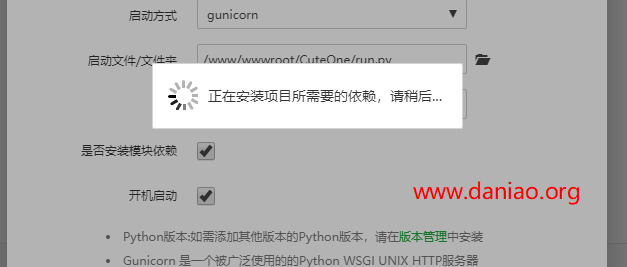 启动方式
gunicorn
启动文件/文件夹
/www/wwwroot/CuteOne/run.py
正在安装项目所需要的依赖，请稍后...
是否安装模块依赖
开机启动
www.daniao.org
Python版本:如需添加其他版本的Python版本，请在版本管理中安装
Gunicorn 是一个被广泛使用的的Python WSGI UNIX HTTP服务器